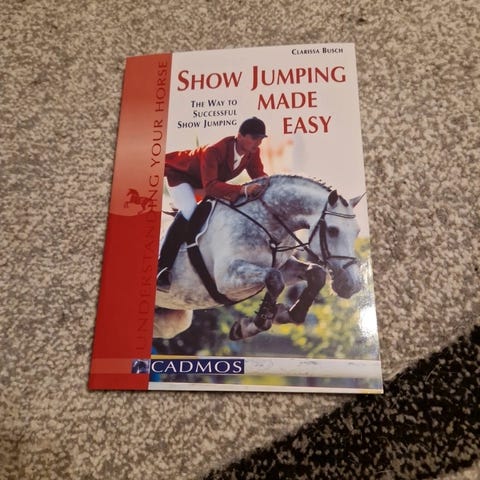 CLARISSA BUSCH
SHOW JUMPING
MADE
EASY
THE WAY TO
SUCCESSFUL
SHOW JUMPING
UNDERSTANDING YOUR HORSE
CADMOS